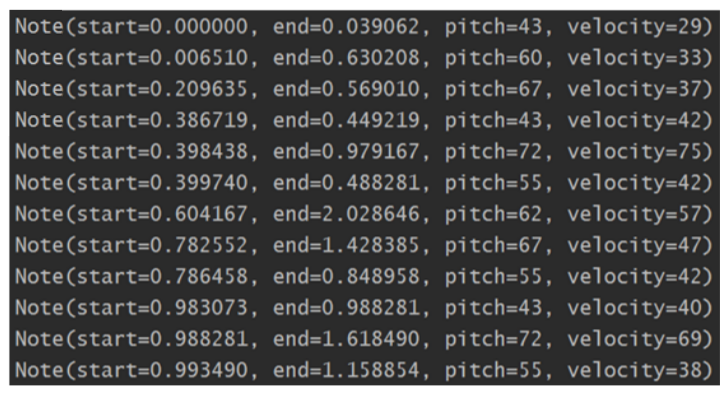 Note(start=0.000000, end=0.039062, pitch=43, velocity=29)
Note(start=0.006510, end=0.630208, pitch=60, velocity=33)
Note(start=0.209635, end=0.569010, pitch=67, velocity=37)
Note(start=0.386719, end=0.449219, pitch=43, velocity=42)
Note(start=0.398438, end=0.979167, pitch=72, velocity=75)
Note(start=0.399740, end=0.488281, pitch=55, velocity=42)
Note(start=0.604167, end=2.028646, pitch=62, velocity=57)
Note(start=0.782552, end=1.428385, pitch=67, velocity=47)
Note(start=0.786458, end=0.848958, pitch=55, velocity=42)
Note(start=0.983073, end=0.988281, pitch=43, velocity=40)
Note(start=0.988281, end=1.618490, pitch=72, velocity=69)
Note(start=0.993490, end=1.158854, pitch=55, velocity=38)